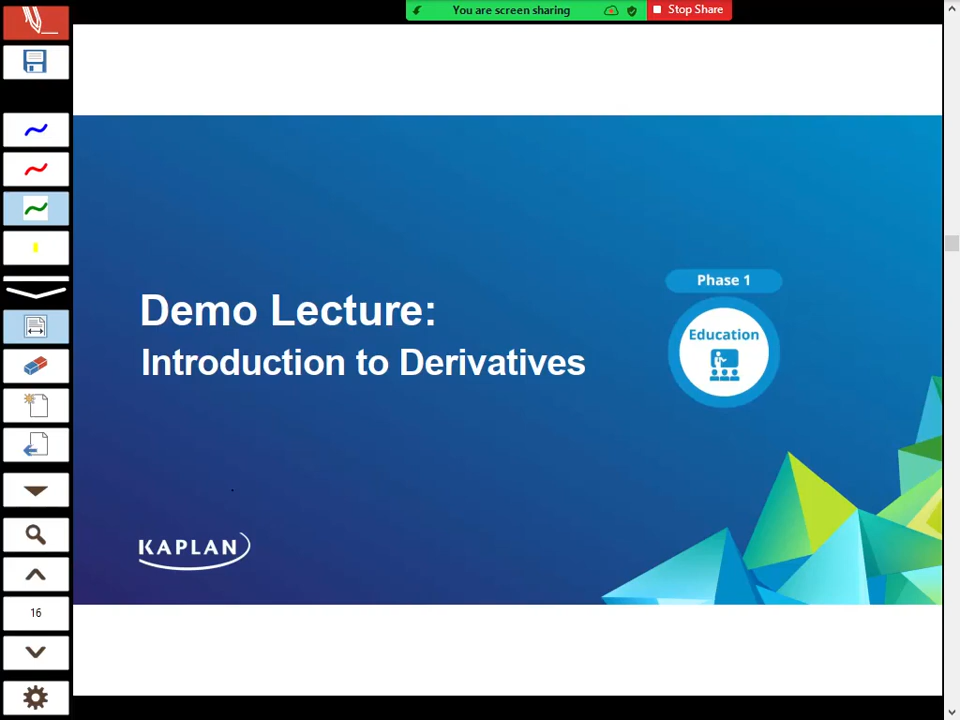 You are screen sharing
Stop Share
Phase 1
Education
Demo Lecture:
Introduction to Derivatives
KAPLAN
16